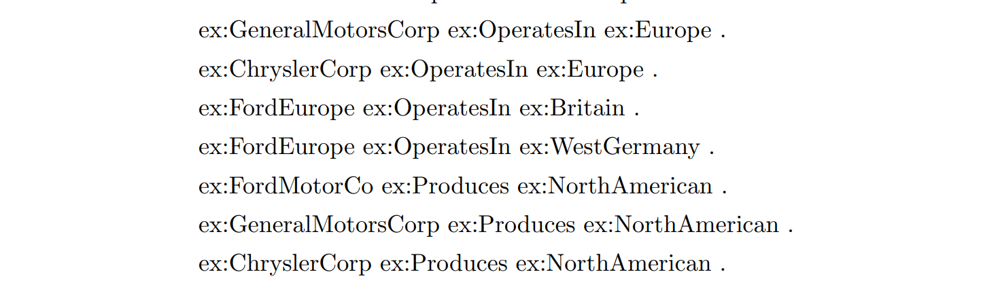 ex:GeneralMotorsCorp ex:OperatesIn ex:Europe .
ex:ChryslerCorp ex:OperatesIn ex:Europe .
ex:FordEurope ex:OperatesIn ex:Britain .
ex:FordEurope ex:OperatesIn ex:WestGermany .
ex:FordMotorCo ex:Produces ex:NorthAmerican .
ex:GeneralMotorsCorp ex:Produces ex:NorthAmerican .
ex:ChryslerCorp ex:Produces ex:NorthAmerican .